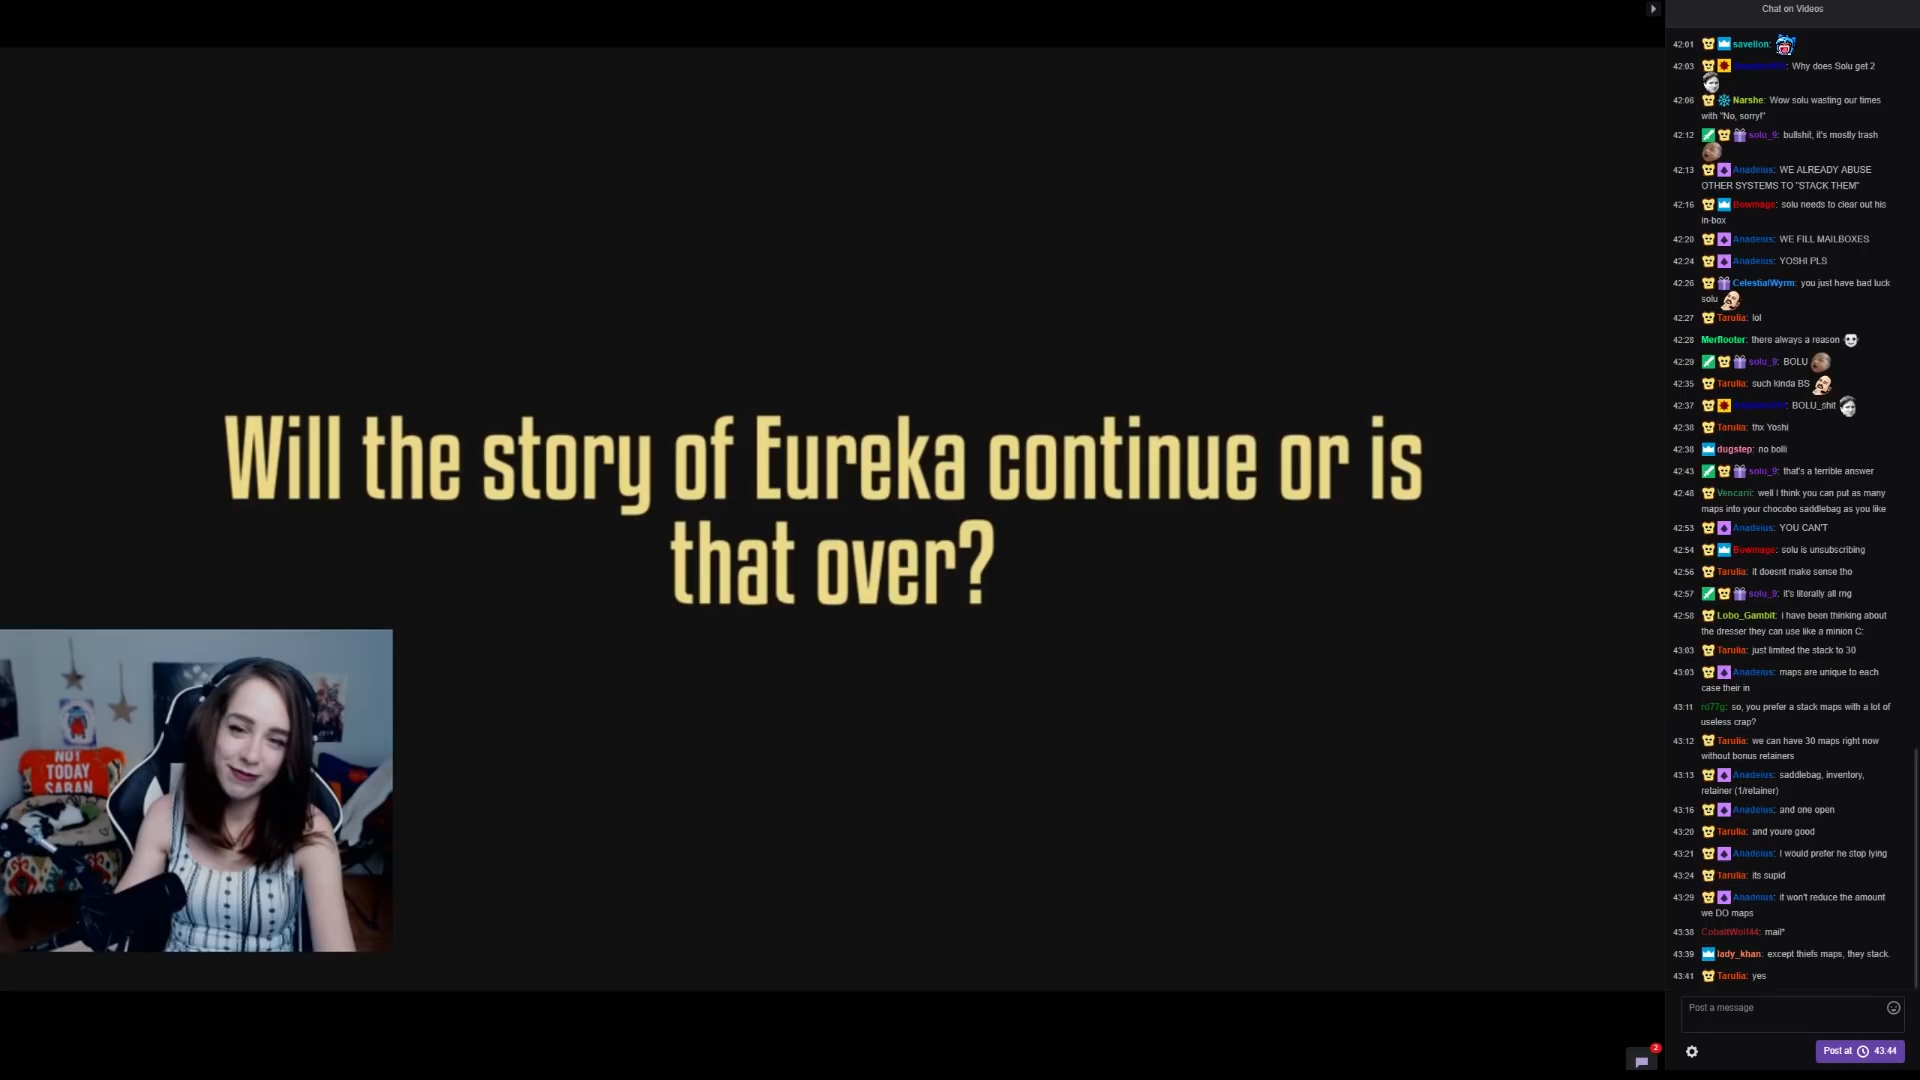 Will the story of Eureka continue or is
that over?
NOT
TODAY
SABAN
Chat on Videos
42:01 savelion:
42:03 : Why does Solu get 2
42:06 Narshe: Wow solu wasting our times
with "No, sorry!"
42:12 solu_9: bullshit, it's mostly trash
42:13 Anadeius: WE ALREADY ABUSE
OTHER SYSTEMS TO "STACK THEM"
42:16 Bowmage: solu needs to clear out his
in-box
42:20 Anadeius: WE FILL MAILBOXES
42:24 Anadeius: YOSHI PLS
42:26 CelestialWyrm: you just have bad luck
solu
42:27 Tarulia: lol
42:28 Merflooter: there always a reason
42:29 solu_9: BOLU
42:35 Tarulia: such kinda BS
42:37 : BOLU_shit
42:38 Tarulia: thx Yoshi
42:38 dugstep: no bolli
42:43 solu_9: that's a terrible answer
42:48 Vencarii: well I think you can put as many
maps into your chocobo saddlebag as you like
42:53 Anadeius: YOU CAN'T
42:54 Bowmage: solu is unsubscribing
42:56 Tarulia: it doesnt make sense tho
42:57 solu_9: it's literally all rng
42:58 Lobo_Gambit: i have been thinking about
the dresser they can use like a minion C:
43:03 Tarulia: just limited the stack to 30
43:03 Anadeius: maps are unique to each
case their in
43:11 rd77g: so, you prefer a stack maps with a lot of
useless crap?
43:12 Tarulia: we can have 30 maps right now
without bonus retainers
43:13 Anadeius: saddlebag, inventory,
retainer (1/retainer)
43:16 Anadeius: and one open
43:20 Tarulia: and youre good
43:21 Anadeius: I would prefer he stop lying
43:24 Tarulia: its supid
43:29 Anadeius: it won't reduce the amount
we DO maps
43:38 CobaltWolf44: mail*
43:39 lady_khan: except thiefs maps, they stack.
43:41 Tarulia: yes
Post a message
2
Post at 43:44